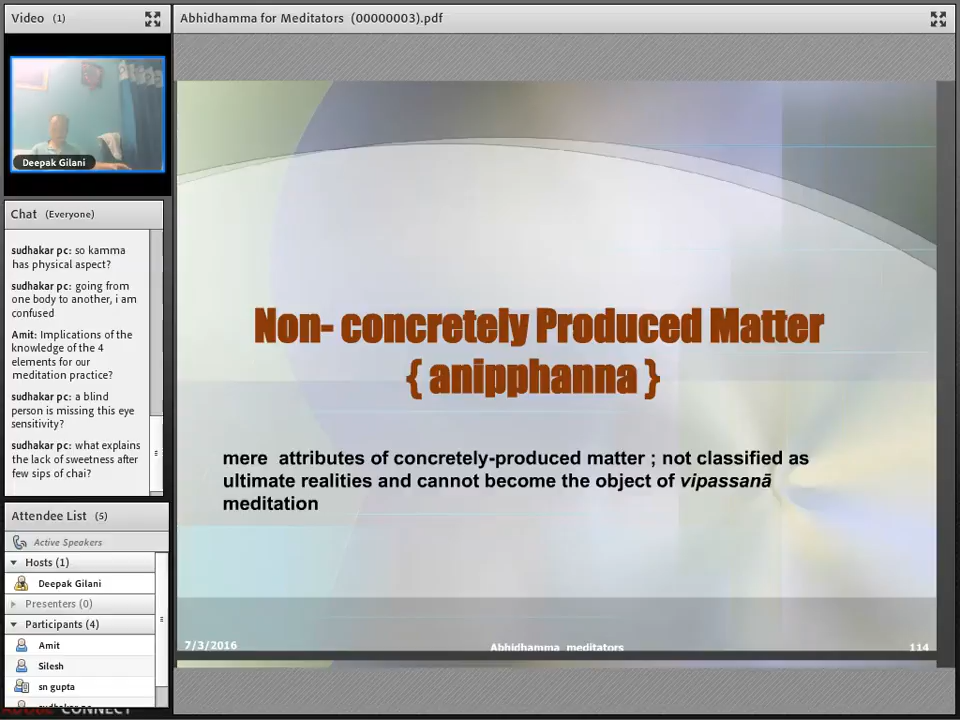 Video (1)
Abhidhamma for Meditators (00000003).pdf
Deepak Gilani
Chat (Everyone)
sudhakar pc: so kamma
has physical aspect?
sudhakar pc: going from
one body to another, i am
confused
Amit: Implications of the
knowledge of the 4
elements for our
meditation practice?
sudhakar pc: a blind
person is missing this eye
sensitivity?
sudhakar pc: what explains
the lack of sweetness after
few sips of chai?
Attendee List (5)
Active Speakers
Hosts (1)
Deepak Gilani
Presenters (0)
Participants (4)
Amit
Silesh
sn gupta
CONNECT
Non- concretely Produced Matter
{ anipphanna }
mere attributes of concretely-produced matter ; not classified as
ultimate realities and cannot become the object of vipassanā
meditation
7/3/2016
Abhidhamma meditators
114